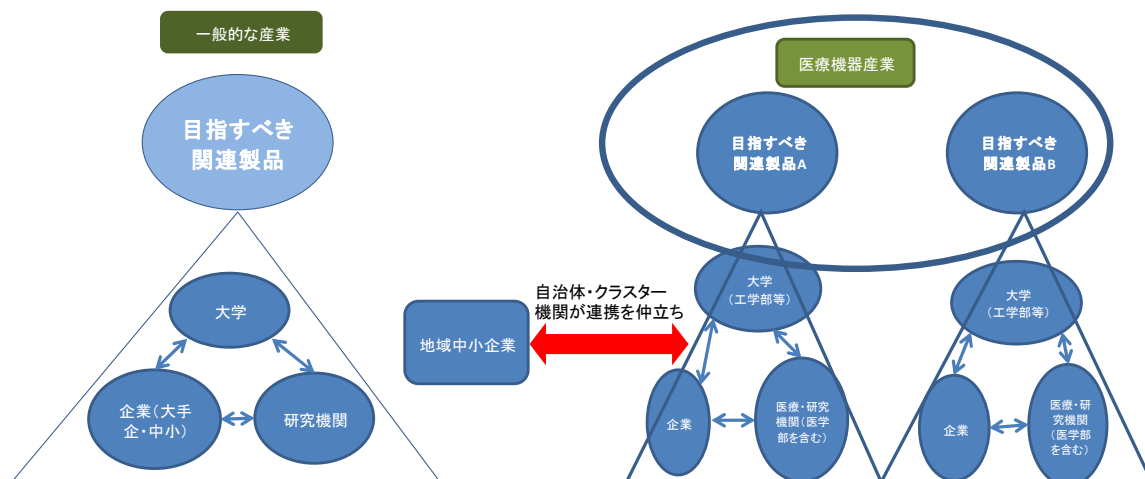 一般的な産業
目指すべき
関連製品
大学
企業(大手
企・中小)
研究機関
医療機器産業
目指すべき
関連製品A
目指すべき
関連製品B
自治体・クラスター
機関が連携を仲立ち
地域中小企業
大学
(工学部等)
企業
医療・研究
機関(医学
部を含む)
大学
(工学部等)
企業
医療・研
究機関
(医学部
を含む)